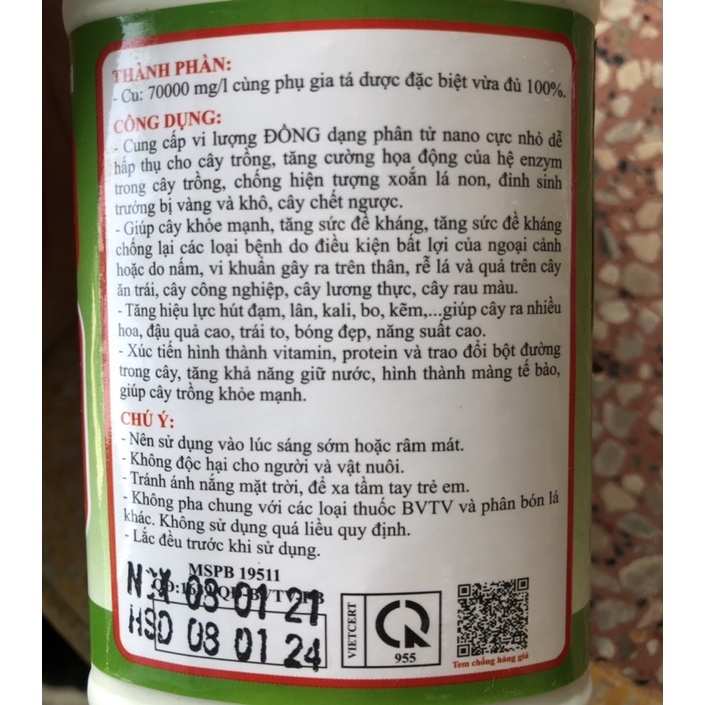 THÀNH PHẦN:
- Cu: 70000 mg/l cùng phụ gia tá dược đặc biệt vừa đủ 100%.
CÔNG DỤNG:
- Cung cấp vi lượng ĐỒNG dạng phân tử nano cực nhỏ dễ
hấp thụ cho cây trồng, tăng cường họa động của hệ enzym
trong cây trồng, chống hiện tượng xoắn lá non, đinh sinh
trưởng bị vàng và khô, cây chết ngược.
- Giúp cây khỏe mạnh, tăng sức đề kháng, tăng sức đề kháng
chống lại các loại bệnh do điều kiện bất lợi của ngoại cảnh
hoặc do nấm, vi khuẩn gây ra trên thân, rễ lá và quả trên cây
ăn trái, cây công nghiệp, cây lương thực, cây rau màu.
- Tăng hiệu lực hút đạm, lân, kali, bo, kẽm,...giúp cây ra nhiều
hoa, đậu quả cao, trái to, bóng đẹp, năng suất cao.
- Xúc tiến hình thành vitamin, protein và trao đổi bột đường
trong cây, tăng khả năng giữ nước, hình thành màng tế bào,
giúp cây trồng khỏe mạnh.
CHÚ Ý:
- Nên sử dụng vào lúc sáng sớm hoặc râm mát.
- Không độc hại cho người và vật nuôi.
- Tránh ánh nắng mặt trời, để xa tầm tay trẻ em.
- Không pha chung với các loại thuốc BVTV và phân bón lá
khác. Không sử dụng quá liều quy định.
- Lắc đều trước khi sử dụng.
MSPB 19511
NSX 08 01 21
HSD 08 01 24
VIETCERT
955
Tem chống hàng giả